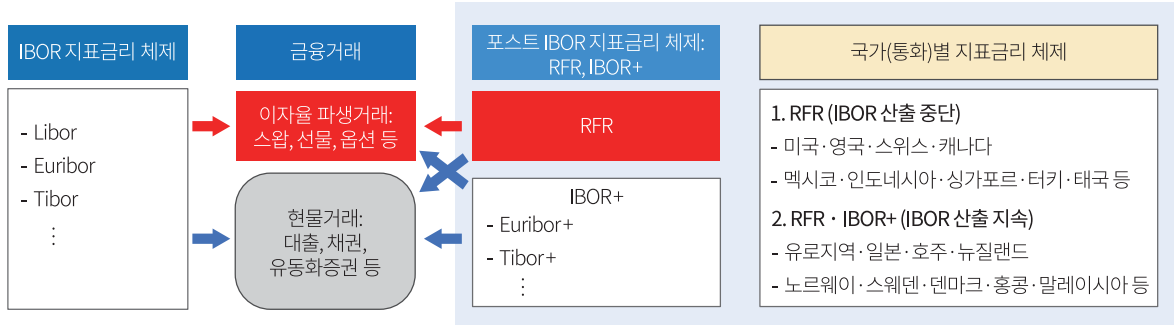 IBOR 지표금리 체제
- Libor
- Euribor
- Tibor
⋮
금융거래
이자율 파생거래:
스왑, 선물, 옵션 등
현물거래:
대출, 채권,
유동화증권 등
포스트 IBOR 지표금리 체제:
RFR, IBOR+
RFR
IBOR+
- Euribor+
- Tibor+
⋮
국가(통화)별 지표금리 체제
1. RFR (IBOR 산출 중단)
- 미국·영국·스위스·캐나다
- 멕시코·인도네시아·싱가포르·터키·태국 등
2. RFR · IBOR+ (IBOR 산출 지속)
- 유로지역·일본·호주·뉴질랜드
- 노르웨이·스웨덴·덴마크·홍콩·말레이시아 등